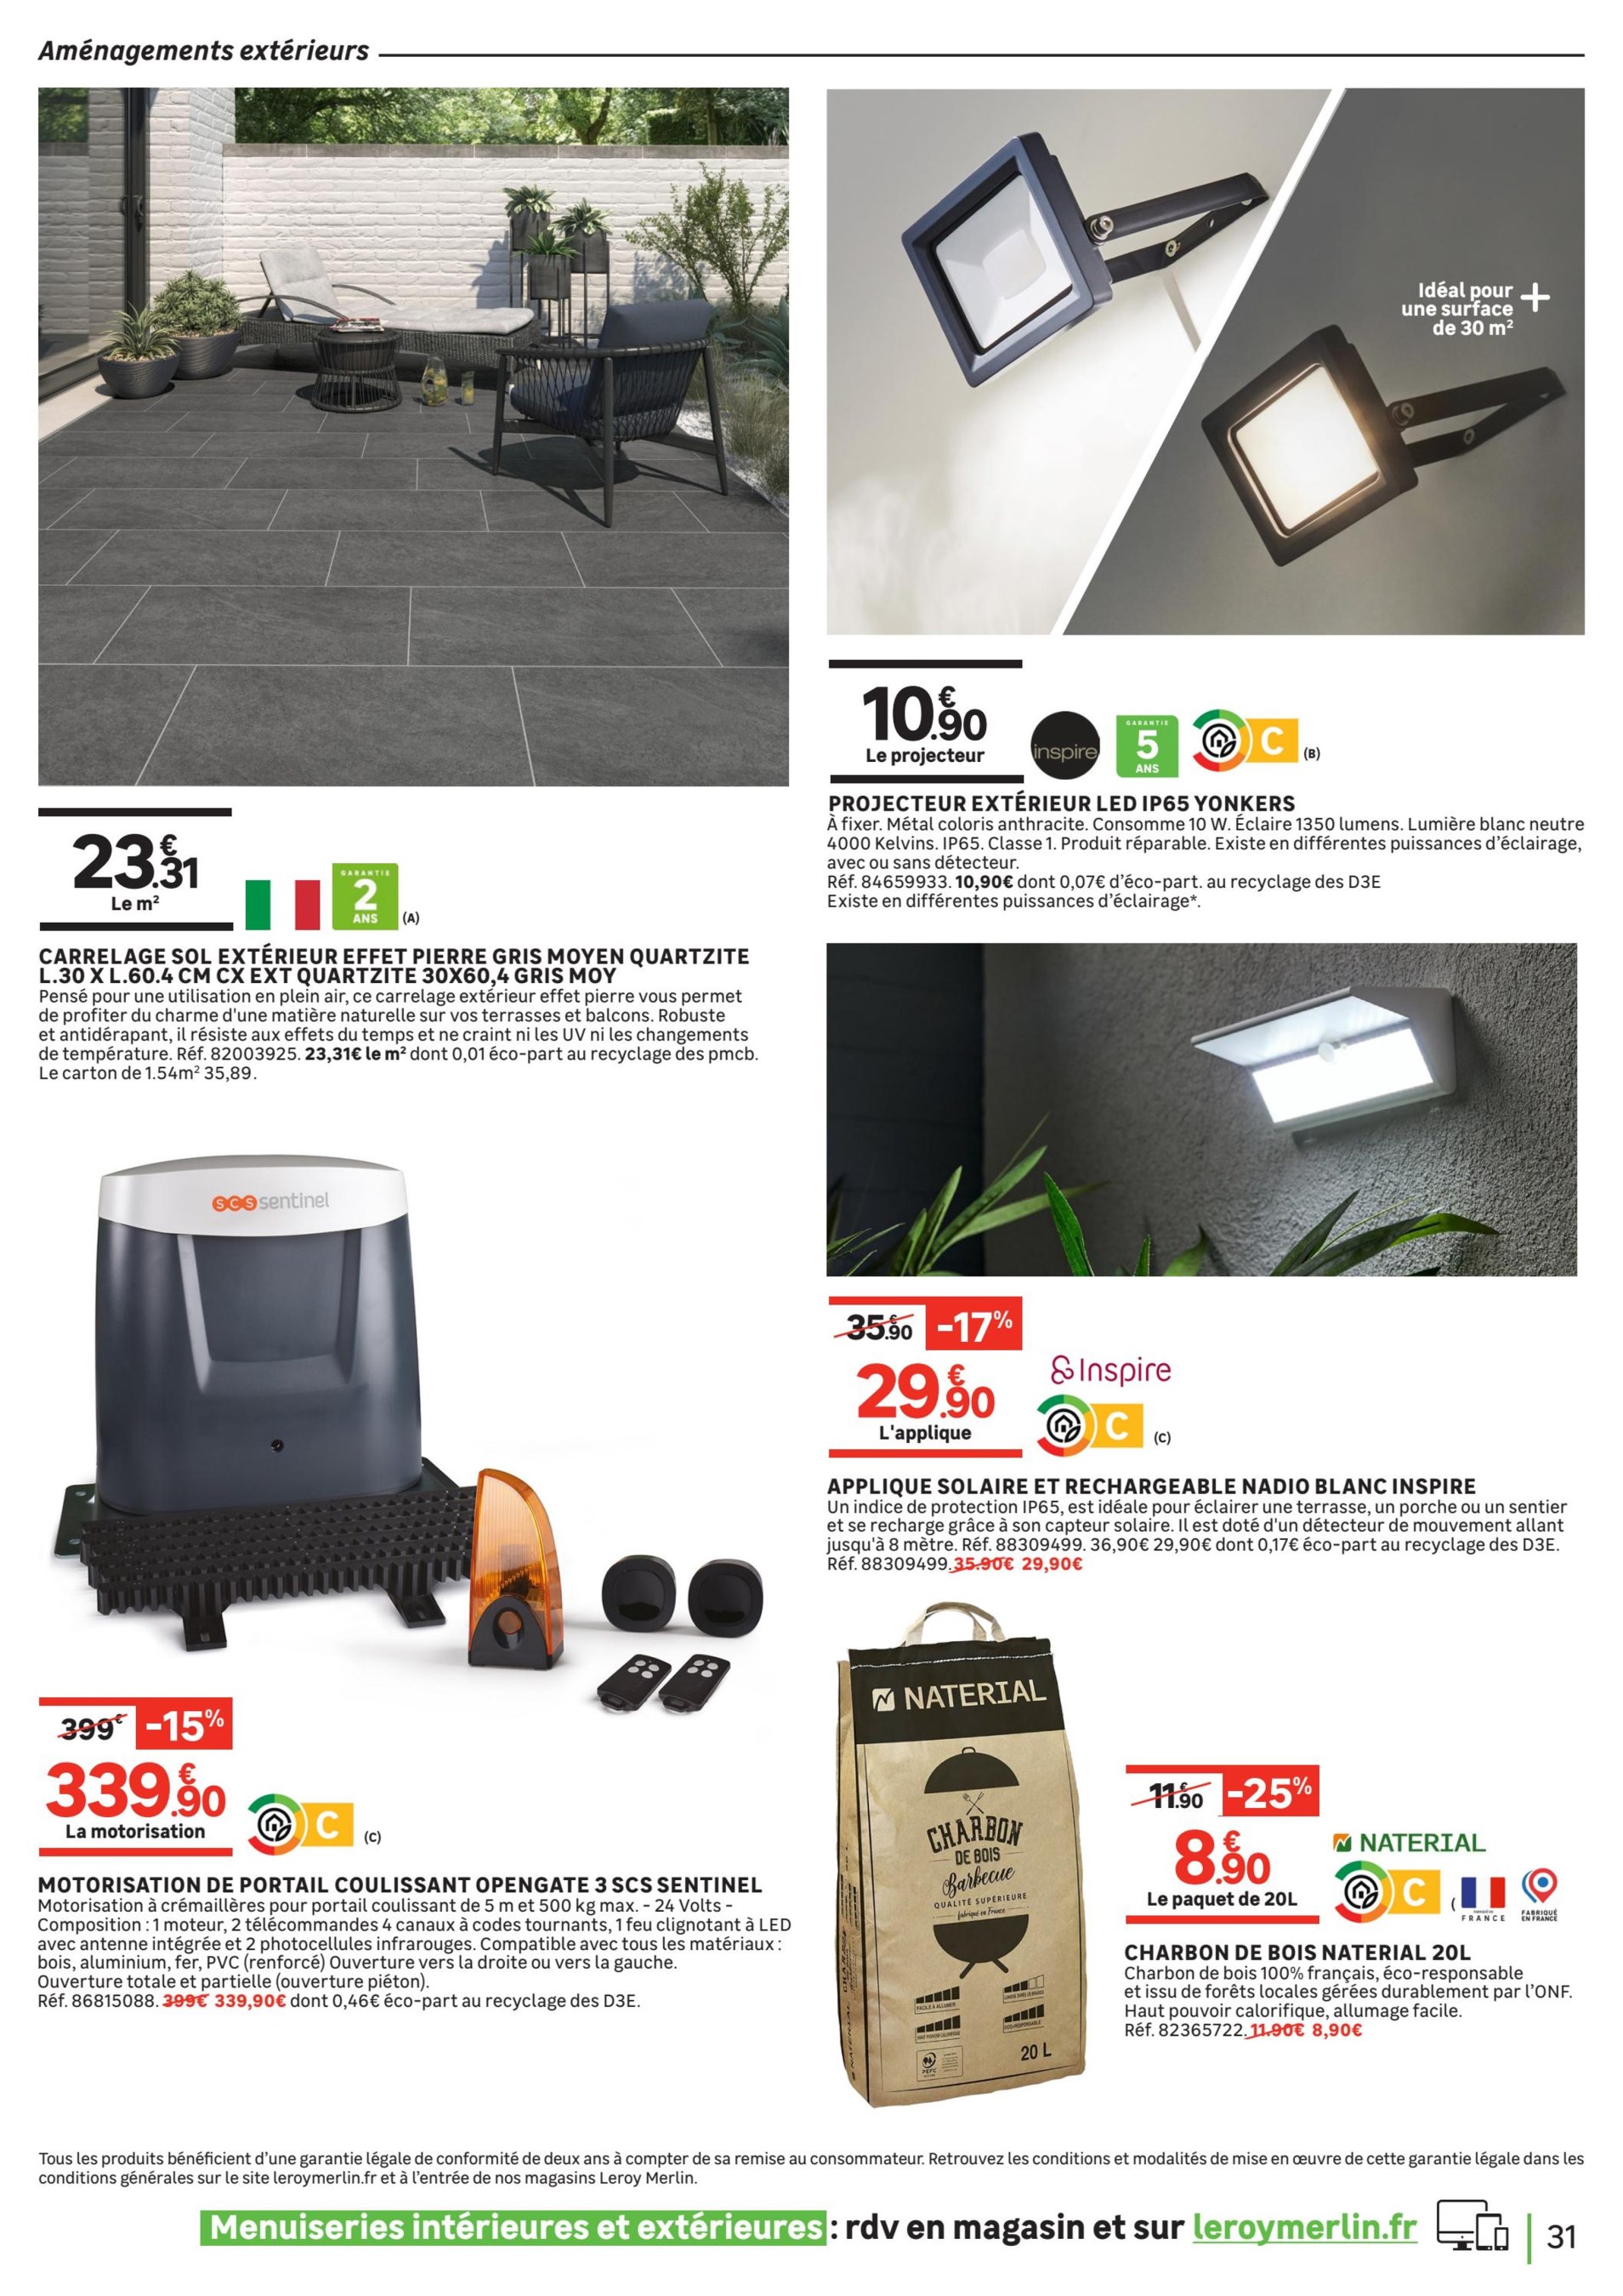 Aménagements extérieurs
23€.31
Le m²
GARANTIE
2
ANS
(A)
CARRELAGE SOL EXTÉRIEUR EFFET PIERRE GRIS MOYEN QUARTZITE
L.30 X L.60.4 CM CX EXT QUARTZITE 30X60,4 GRIS MOY
Pensé pour une utilisation en plein air, ce carrelage extérieur effet pierre vous permet
de profiter du charme d'une matière naturelle sur vos terrasses et balcons. Robuste
et antidérapant, il résiste aux effets du temps et ne craint ni les UV ni les changements
de température. Réf. 82003925. 23,31€ le m² dont 0,01 éco-part au recyclage des pmcb.
Le carton de 1.54m² 35,89.
scs sentinel
399€ -15%
339€.90
La motorisation
C
(C)
MOTORISATION DE PORTAIL COULISSANT OPENGATE 3 SCS SENTINEL
Motorisation à crémaillères pour portail coulissant de 5 m et 500 kg max. - 24 Volts -
Composition : 1 moteur, 2 télécommandes 4 canaux à codes tournants, 1 feu clignotant à LED
avec antenne intégrée et 2 photocellules infrarouges. Compatible avec tous les matériaux :
bois, aluminium, fer, PVC (renforcé) Ouverture vers la droite ou vers la gauche.
Ouverture totale et partielle (ouverture piéton).
Réf. 86815088. 399€ 339,90€ dont 0,46€ éco-part au recyclage des D3E.
Idéal pour +
une surface
de 30 m²
10€.90
Le projecteur
inspire
GARANTIE
5
ANS
C
(B)
PROJECTEUR EXTÉRIEUR LED IP65 YONKERS
À fixer. Métal coloris anthracite. Consomme 10 W. Éclaire 1350 lumens. Lumière blanc neutre
4000 Kelvins. IP65. Classe 1. Produit réparable. Existe en différentes puissances d'éclairage,
avec ou sans détecteur.
Réf. 84659933. 10,90€ dont 0,07€ d'éco-part. au recyclage des D3E
Existe en différentes puissances d'éclairage*.
35€.90 -17%
29€.90
L'applique
Inspire
C
(C)
APPLIQUE SOLAIRE ET RECHARGEABLE NADIO BLANC INSPIRE
Un indice de protection IP65, est idéale pour éclairer une terrasse, un porche ou un sentier
et se recharge grâce à son capteur solaire. Il est doté d'un détecteur de mouvement allant
jusqu'à 8 mètre. Réf. 88309499. 36,90€ 29,90€ dont 0,17€ éco-part au recyclage des D3E.
Réf. 88309499. 35.90€ 29,90€
NATERIAL
CHARBON
DE BOIS
Barbecue
QUALITÉ SUPÉRIEURE
fabriqué en France
20 L
11€.90 -25%
8€.90
Le paquet de 20L
NATERIAL
C
(
FRANCE
FABRIQUÉ
EN FRANCE
CHARBON DE BOIS NATERIAL 20L
Charbon de bois 100% français, éco-responsable
et issu de forêts locales gérées durablement par l'ONF.
Haut pouvoir calorifique, allumage facile.
Réf. 82365722. 11.90€ 8,90€
Tous les produits bénéficient d'une garantie légale de conformité de deux ans à compter de sa remise au consommateur. Retrouvez les conditions et modalités de mise en œuvre de cette garantie légale dans les
conditions générales sur le site leroymerlin.fr et à l'entrée de nos magasins Leroy Merlin.
Menuiseries intérieures et extérieures : rdv en magasin et sur leroymerlin.fr
31